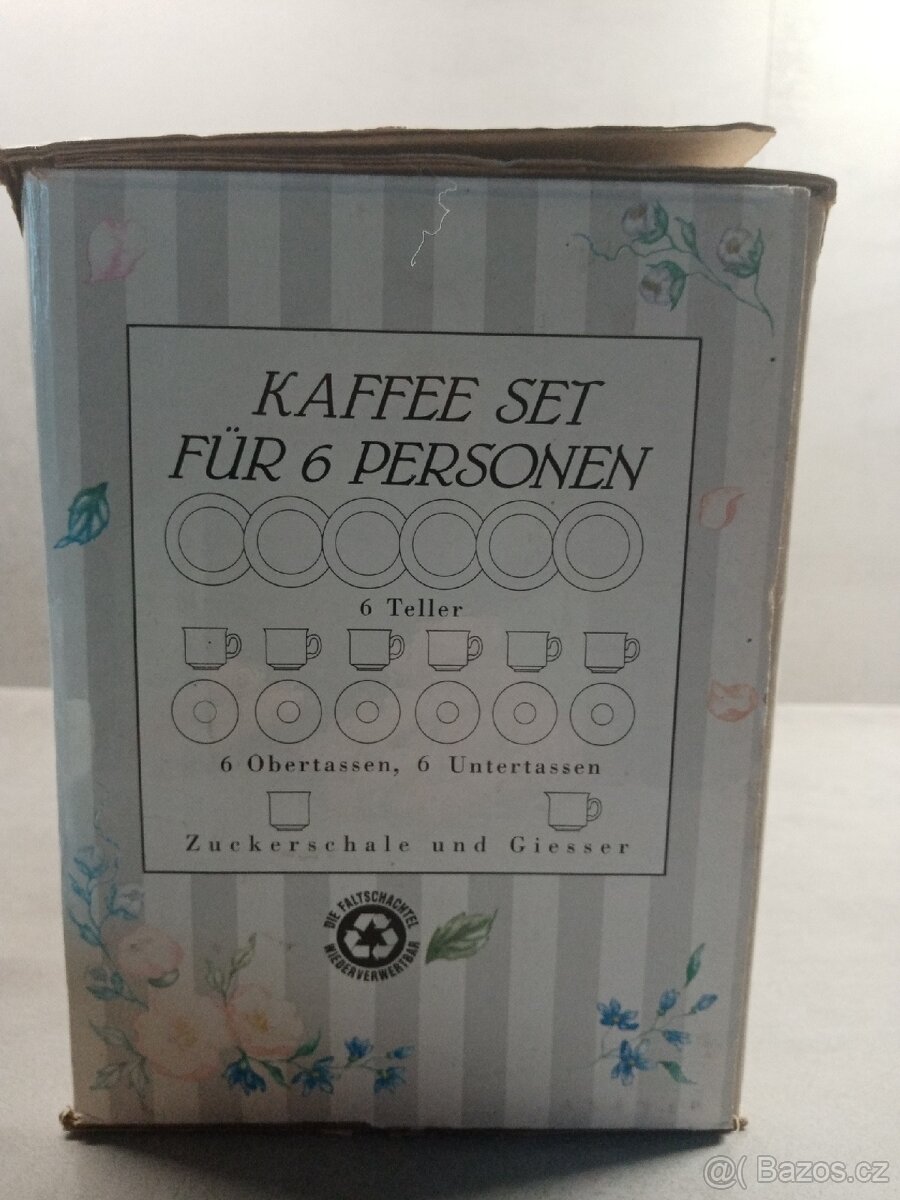 KAFFEE SET
FÜR 6 PERSONEN
6 Teller
6 Obertassen, 6 Untertassen
Zuckerschale und Giesser
DIE FALTSCHACHTEL
WIEDERVERWERTBAR
@( Bazos.cz